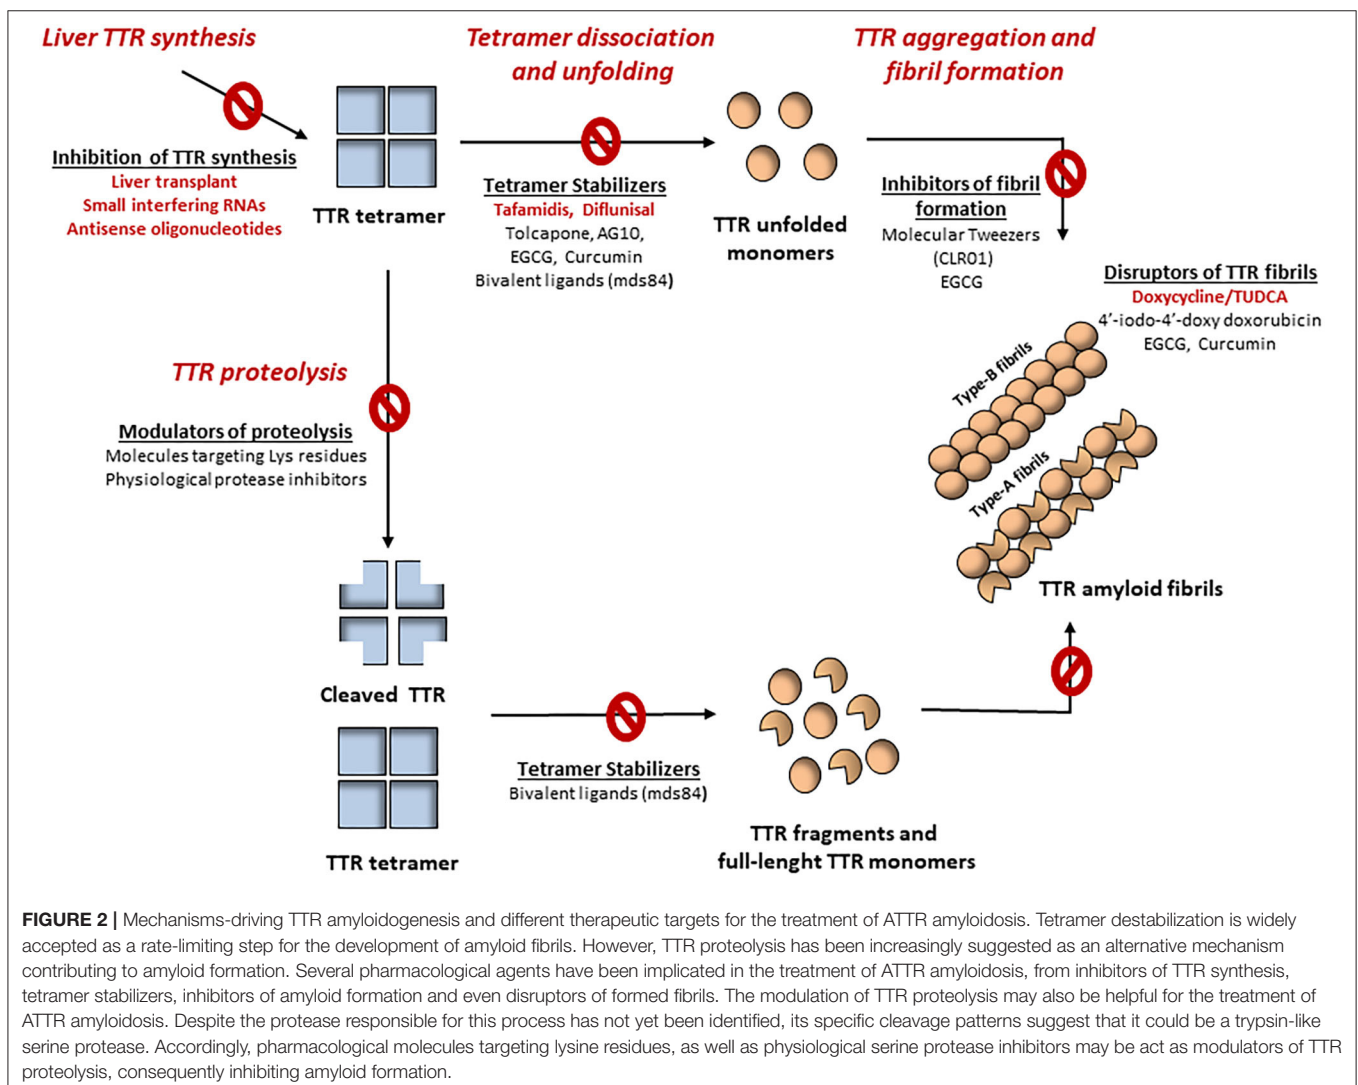 Liver TTR synthesis
Tetramer dissociation
and unfolding
TTR aggregation and
fibril formation
Inhibition of TTR synthesis
Liver transplant
Small interfering RNAs
Antisense oligonucleotides
TTR tetramer
Tetramer Stabilizers
Tafamidis, Diflunisal
Tolcapone, AG10,
EGCG, Curcumin
Bivalent ligands (mds84)
TTR unfolded
monomers
Inhibitors of fibril
formation
Molecular Tweezers
(CLR01)
EGCG
Disruptors of TTR fibrils
Doxycycline/TUDCA
4’-iodo-4’-doxy doxorubicin
EGCG, Curcumin
Type-B fibrils
Type-A fibrils
TTR amyloid fibrils
TTR proteolysis
Modulators of proteolysis
Molecules targeting Lys residues
Physiological protease inhibitors
Cleaved TTR
TTR tetramer
Tetramer Stabilizers
Bivalent ligands (mds84)
TTR fragments and
full-lenght TTR monomers
FIGURE 2 | Mechanisms-driving TTR amyloidogenesis and different therapeutic targets for the treatment of ATTR amyloidosis. Tetramer destabilization is widely
accepted as a rate-limiting step for the development of amyloid fibrils. However, TTR proteolysis has been increasingly suggested as an alternative mechanism
contributing to amyloid formation. Several pharmacological agents have been implicated in the treatment of ATTR amyloidosis, from inhibitors of TTR synthesis,
tetramer stabilizers, inhibitors of amyloid formation and even disruptors of formed fibrils. The modulation of TTR proteolysis may also be helpful for the treatment of
ATTR amyloidosis. Despite the protease responsible for this process has not yet been identified, its specific cleavage patterns suggest that it could be a trypsin-like
serine protease. Accordingly, pharmacological molecules targeting lysine residues, as well as physiological serine protease inhibitors may be act as modulators of TTR
proteolysis, consequently inhibiting amyloid formation.